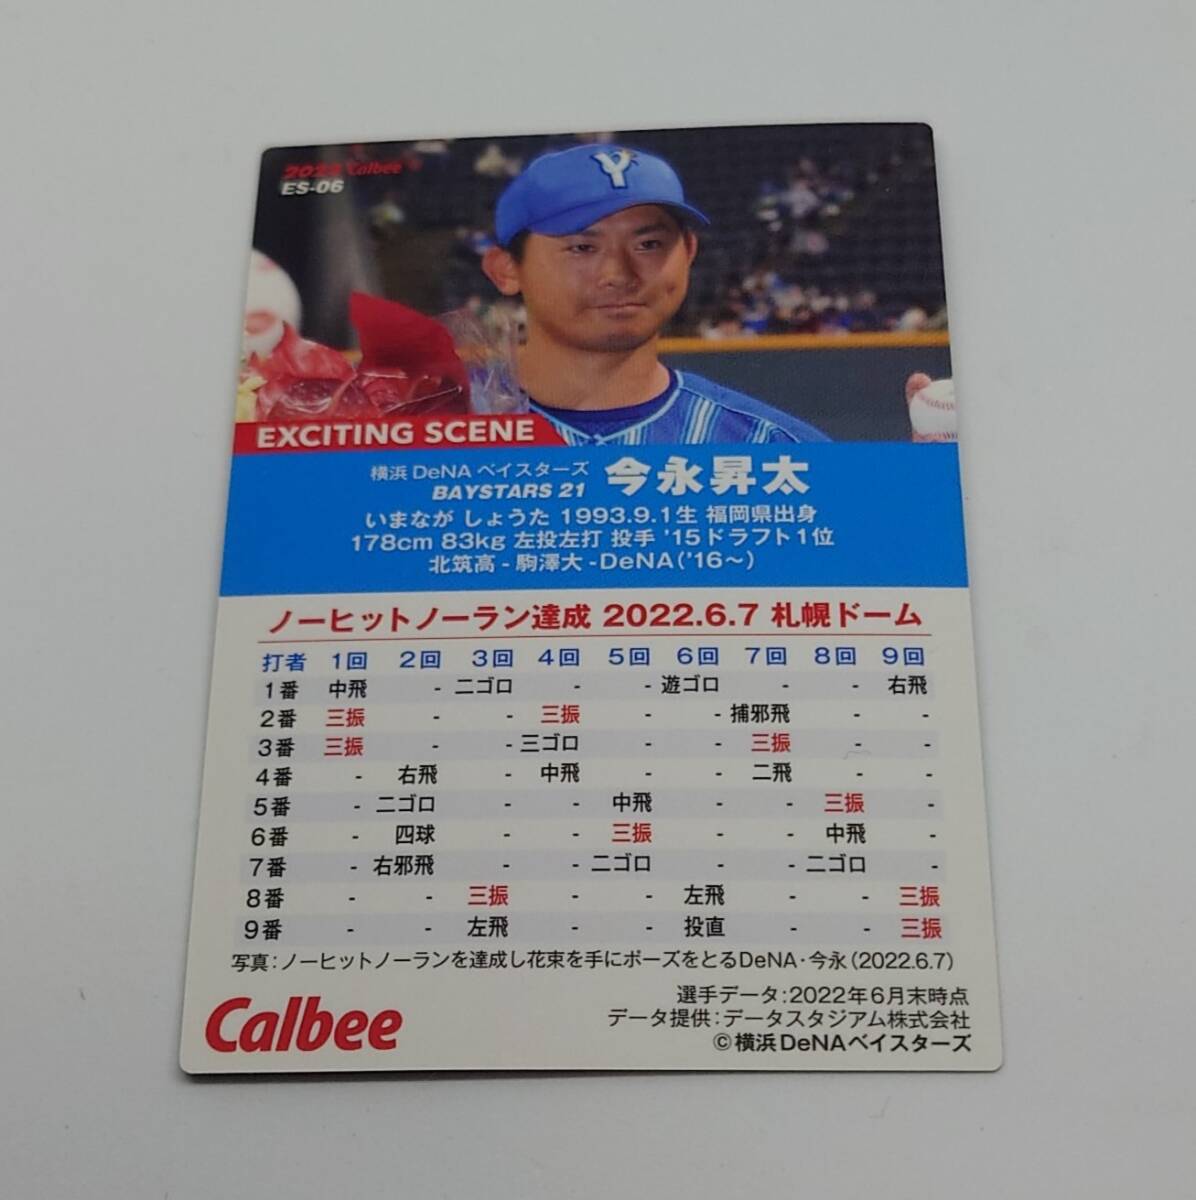 2022 Calbee
ES-06
Y
EXCITING SCENE
横浜DeNAベイスターズ 今永昇太
BAYSTARS 21
いまなが しょうた 1993.9.1生 福岡県出身
178cm 83kg 左投左打 投手 '15ドラフト1位
北筑高-駒澤大-DeNA('16〜)
ノーヒットノーラン達成 2022.6.7 札幌ドーム
打者 1回 2回 3回 4回 5回 6回 7回 8回 9回
1番 中飛 - 二ゴロ - - 遊ゴロ - - 右飛
2番 三振 - - 三振 - - 捕邪飛 - -
3番 三振 - - 三ゴロ - - 三振 - -
4番 - 右飛 - 中飛 - - 二飛 - -
5番 - 二ゴロ - - 中飛 - - 三振 -
6番 - 四球 - - 三振 - - 中飛 -
7番 - 右邪飛 - - 二ゴロ - - 二ゴロ -
8番 - - 三振 - - 左飛 - - 三振
9番 - - 左飛 - - 投直 - - 三振
写真:ノーヒットノーランを達成し花束を手にポーズをとるDeNA・今永(2022.6.7)
選手データ:2022年6月末時点
データ提供:データスタジアム株式会社
Calbee
©横浜DeNAベイスターズ